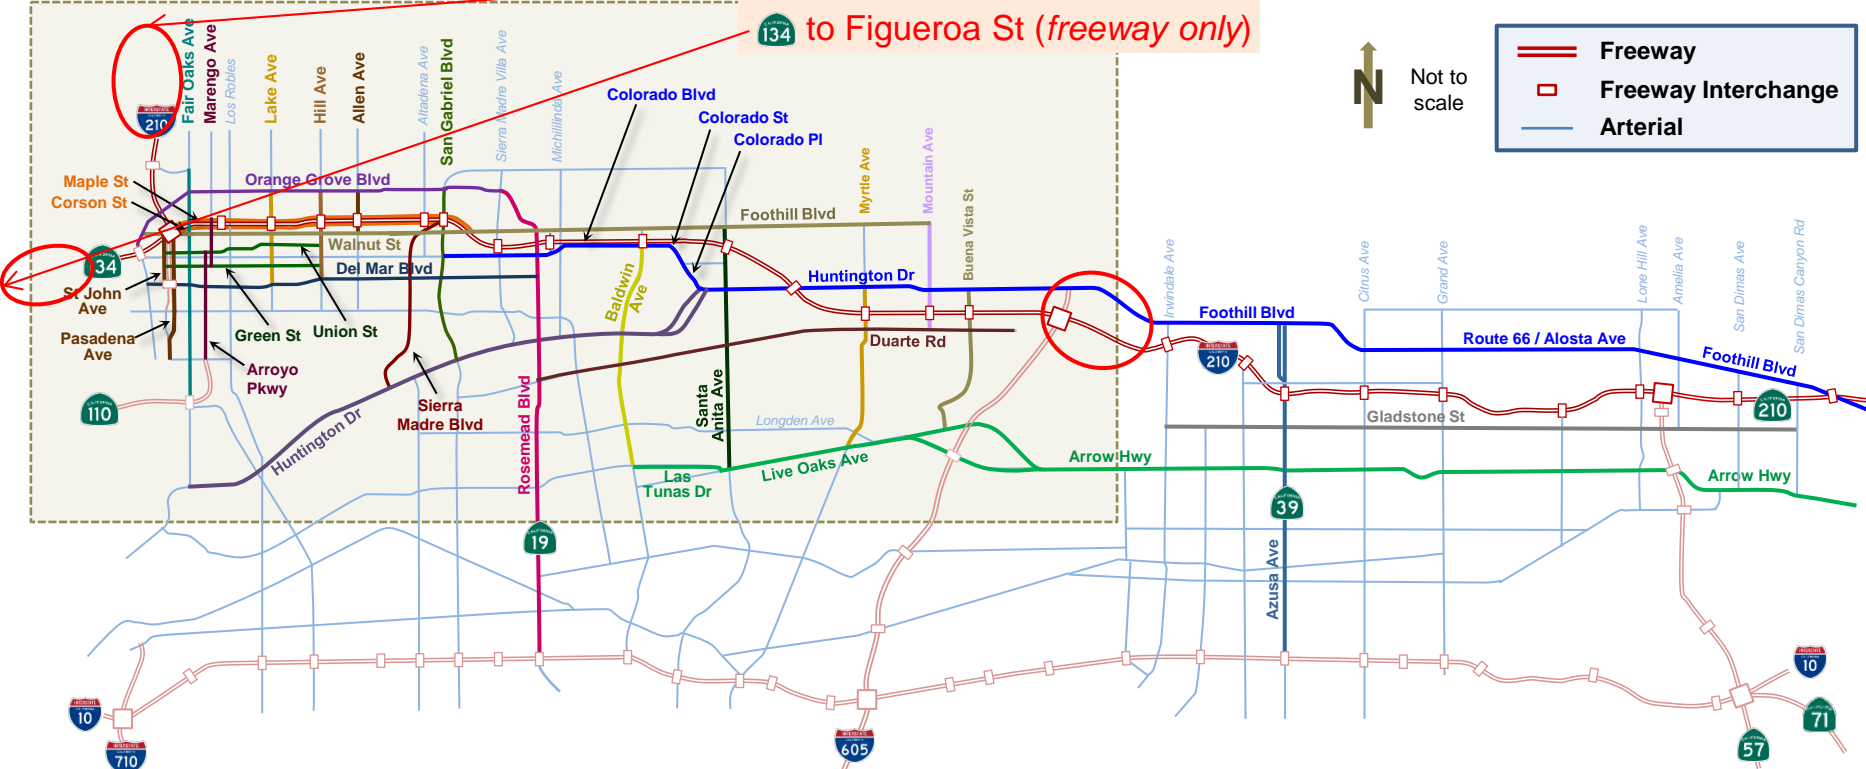 134 to Figueroa St (freeway only)
N
Not to
scale
Freeway
Freeway Interchange
Arterial
INTERSTATE
210
Fair Oaks Ave
Marengo Ave
Los Robles
Lake Ave
Hill Ave
Allen Ave
Altadena Ave
San Gabriel Blvd
Sierra Madre Villa Ave
Michillinda Ave
Colorado Blvd
Colorado St
Colorado Pl
Myrtle Ave
Mountain Ave
Buena Vista St
Maple St
Corson St
Orange Grove Blvd
Foothill Blvd
Walnut St
134
Del Mar Blvd
Huntington Dr
St John
Ave
Baldwin
Ave
Green St
Union St
Pasadena
Ave
Arroyo
Pkwy
Duarte Rd
110
Sierra
Madre Blvd
Huntington Dr
Rosemead Blvd
Santa
Anita Ave
Longden Ave
Las
Tunas Dr
Live Oaks Ave
Arrow Hwy
Irwindale Ave
Citrus Ave
Grand Ave
Lone Hill Ave
Amelia Ave
San Dimas Ave
San Dimas Canyon Rd
Foothill Blvd
Route 66 / Alosta Ave
Foothill Blvd
INTERSTATE
210
210
Gladstone St
Arrow Hwy
39
19
Azusa Ave
10
710
605
10
71
57